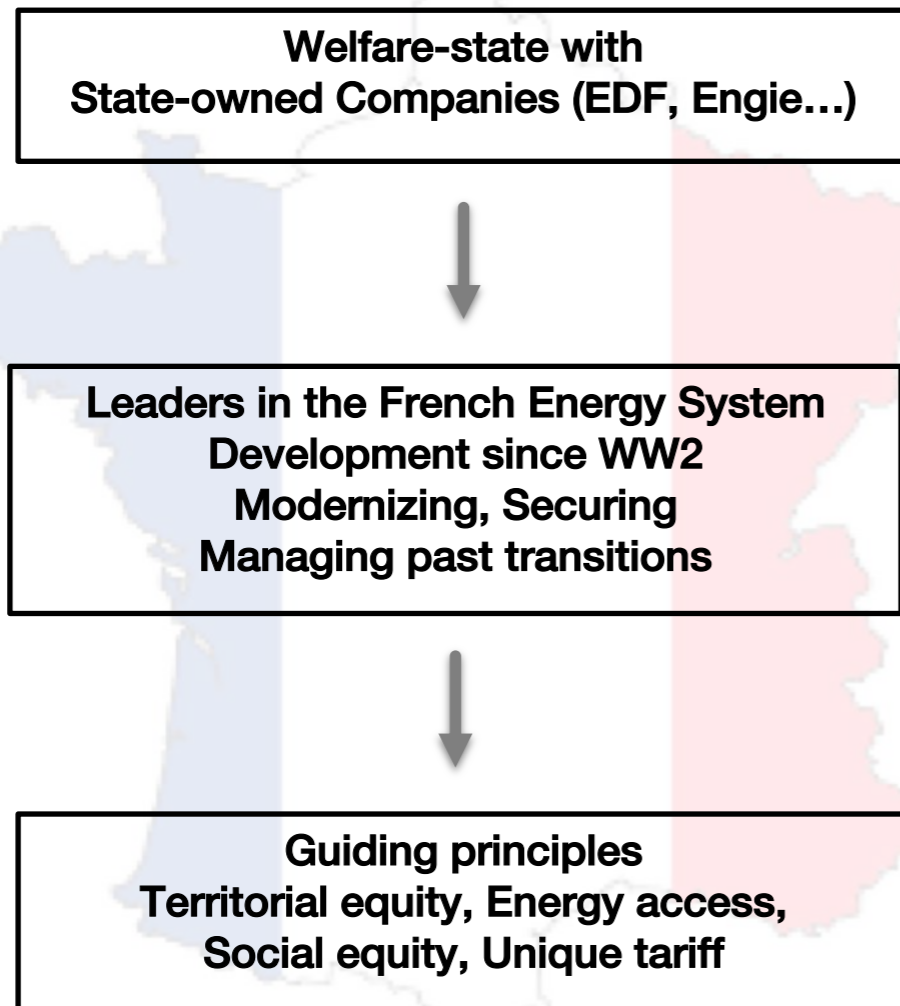 Welfare-state with
State-owned Companies (EDF, Engie…)
Leaders in the French Energy System
Development since WW2
Modernizing, Securing
Managing past transitions
Guiding principles
Territorial equity, Energy access,
Social equity, Unique tariff